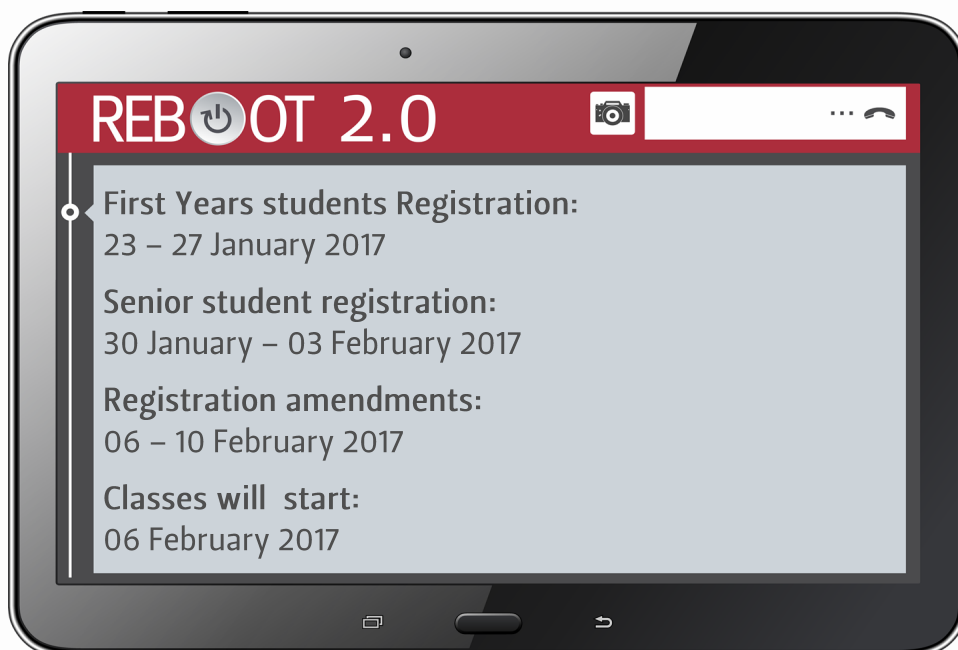 REBOOT 2.0
...
First Years students Registration:
23 – 27 January 2017
Senior student registration:
30 January – 03 February 2017
Registration amendments:
06 – 10 February 2017
Classes will  start:
06 February 2017